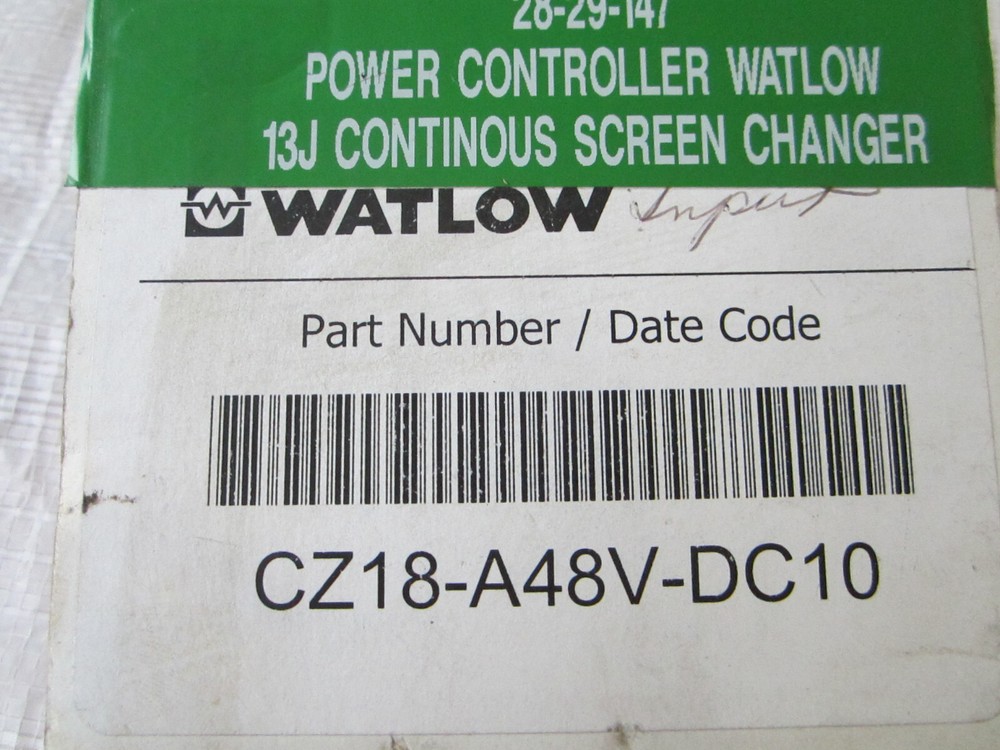 28-29-147
POWER CONTROLLER WATLOW
13J CONTINOUS SCREEN CHANGER
WATLOW Input
Part Number / Date Code
CZ18-A48V-DC10